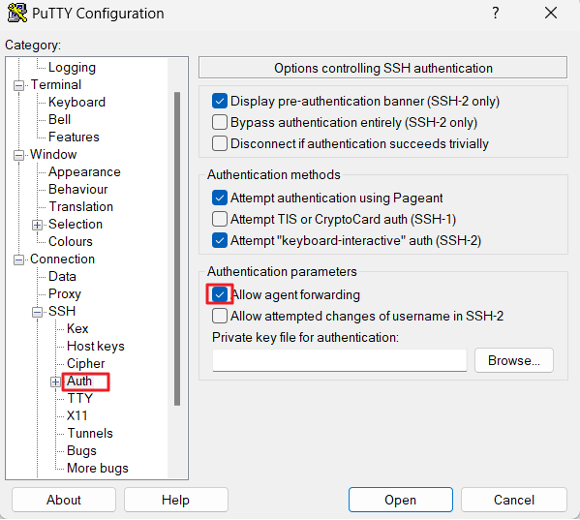 PuTTY Configuration
?
Category:
Logging
Terminal
Keyboard
Bell
Features
Window
Appearance
Behaviour
Translation
Selection
Colours
Connection
Data
Proxy
SSH
Kex
Host keys
Cipher
Auth
TTY
X11
Tunnels
Bugs
More bugs
Options controlling SSH authentication
Display pre-authentication banner (SSH-2 only)
Bypass authentication entirely (SSH-2 only)
Disconnect if authentication succeeds trivially
Authentication methods
Attempt authentication using Pageant
Attempt TIS or CryptoCard auth (SSH-1)
Attempt "keyboard-interactive" auth (SSH-2)
Authentication parameters
Allow agent forwarding
Allow attempted changes of username in SSH-2
Private key file for authentication:
Browse...
About
Help
Open
Cancel